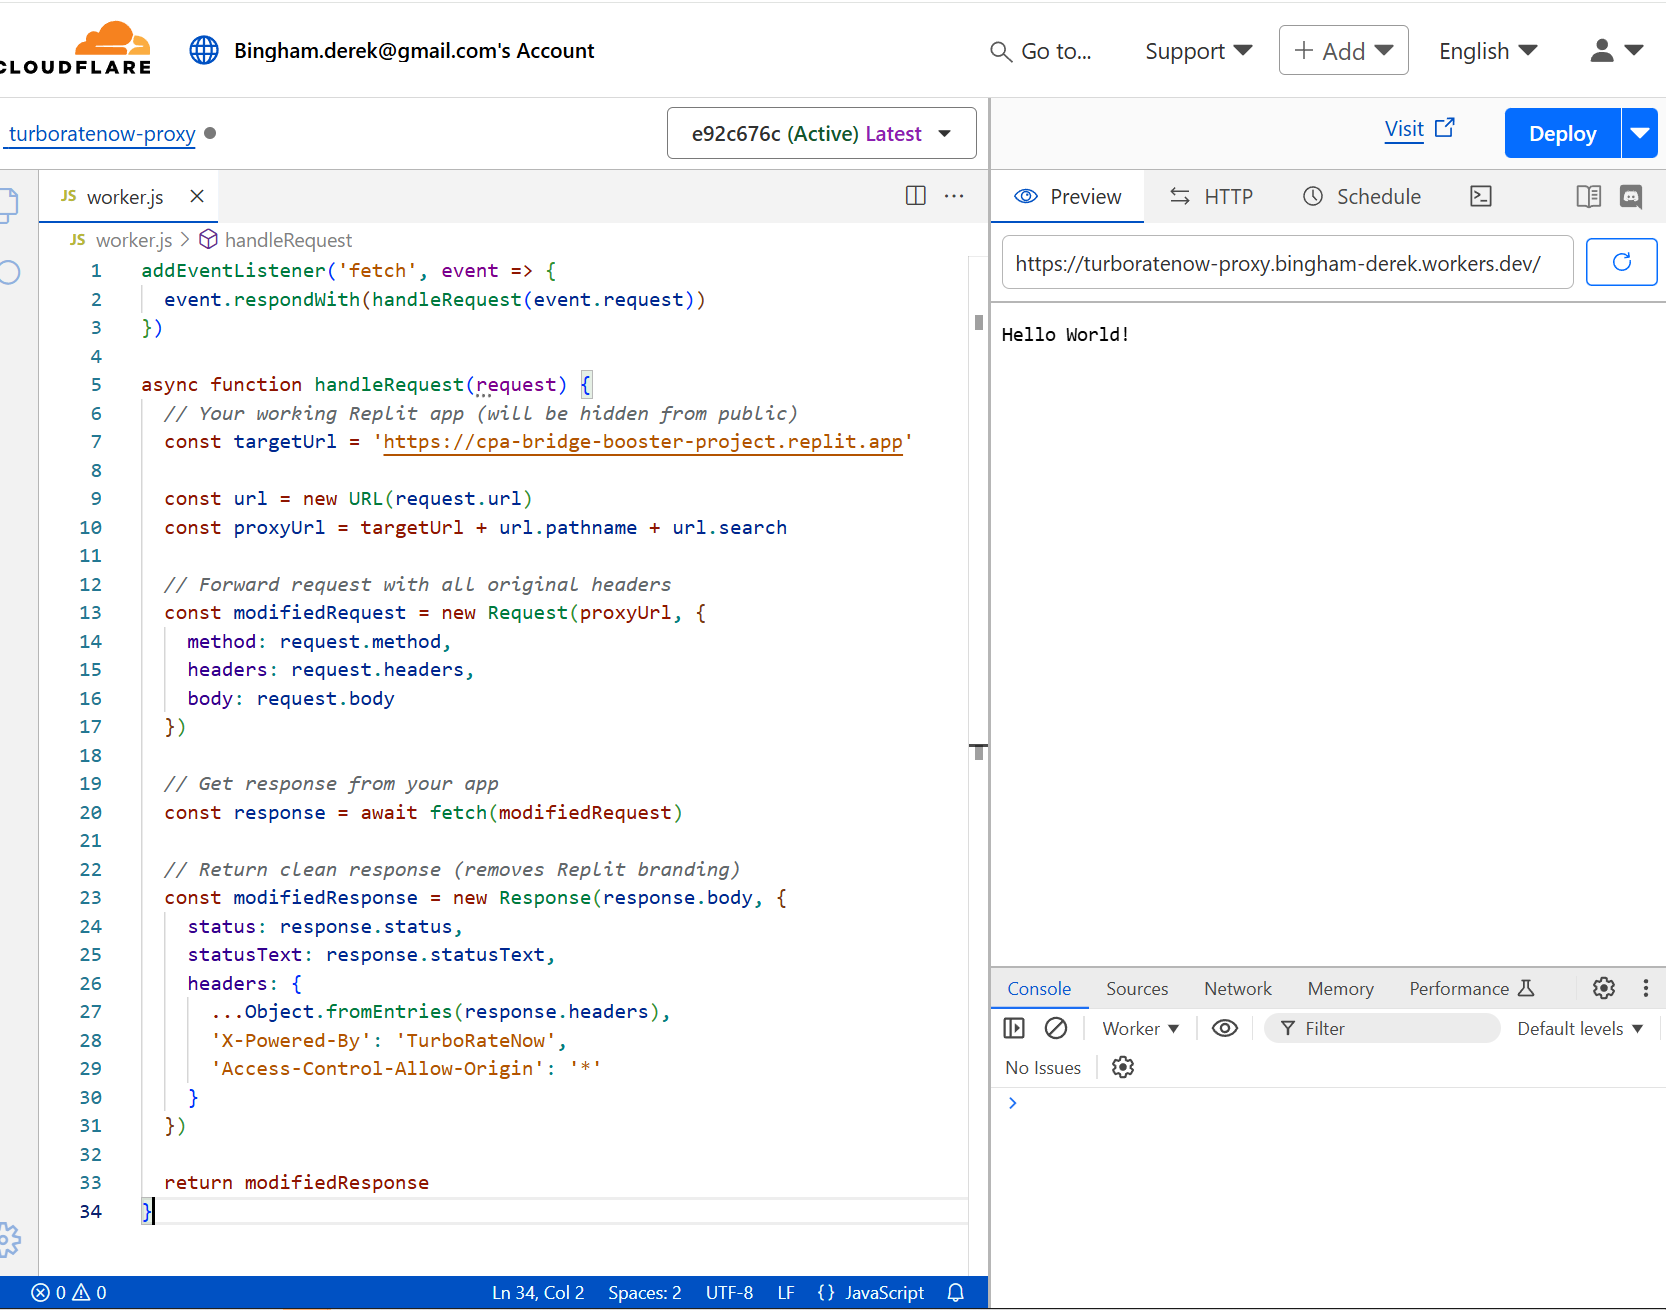 CLOUDFLARE
Bingham.derek@gmail.com's Account
Go to...
Support
+ Add
English
turboratenow-proxy
e92c676c (Active) Latest
Visit
Deploy
JS worker.js
JS worker.js > handleRequest
1 addEventListener('fetch', event => {
2   event.respondWith(handleRequest(event.request))
3 })
4
5 async function handleRequest(request) {
6   // Your working Replit app (will be hidden from public)
7   const targetUrl = 'https://cpa-bridge-booster-project.replit.app'
8
9   const url = new URL(request.url)
10   const proxyUrl = targetUrl + url.pathname + url.search
11
12   // Forward request with all original headers
13   const modifiedRequest = new Request(proxyUrl, {
14     method: request.method,
15     headers: request.headers,
16     body: request.body
17   })
18
19   // Get response from your app
20   const response = await fetch(modifiedRequest)
21
22   // Return clean response (removes Replit branding)
23   const modifiedResponse = new Response(response.body, {
24     status: response.status,
25     statusText: response.statusText,
26     headers: {
27       ...Object.fromEntries(response.headers),
28       'X-Powered-By': 'TurboRateNow',
29       'Access-Control-Allow-Origin': '*'
30     }
31   })
32
33   return modifiedResponse
34 }
0 0
Ln 34, Col 2
Spaces: 2
UTF-8
LF
{} JavaScript
Preview
HTTP
Schedule
https://turboratenow-proxy.bingham-derek.workers.dev/
Hello World!
Console
Sources
Network
Memory
Performance
Worker
Filter
Default levels
No Issues